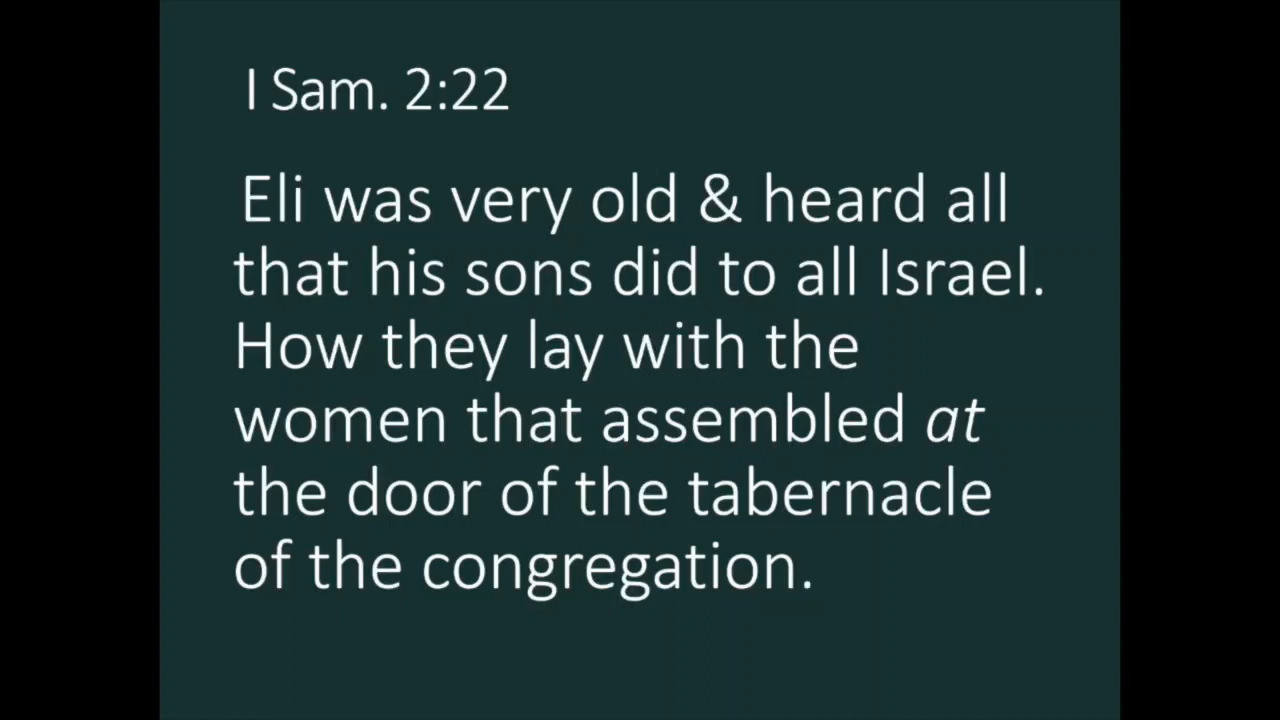 I Sam. 2:22
Eli was very old & heard all
that his sons did to all Israel.
How they lay with the
women that assembled at
the door of the tabernacle
of the congregation.